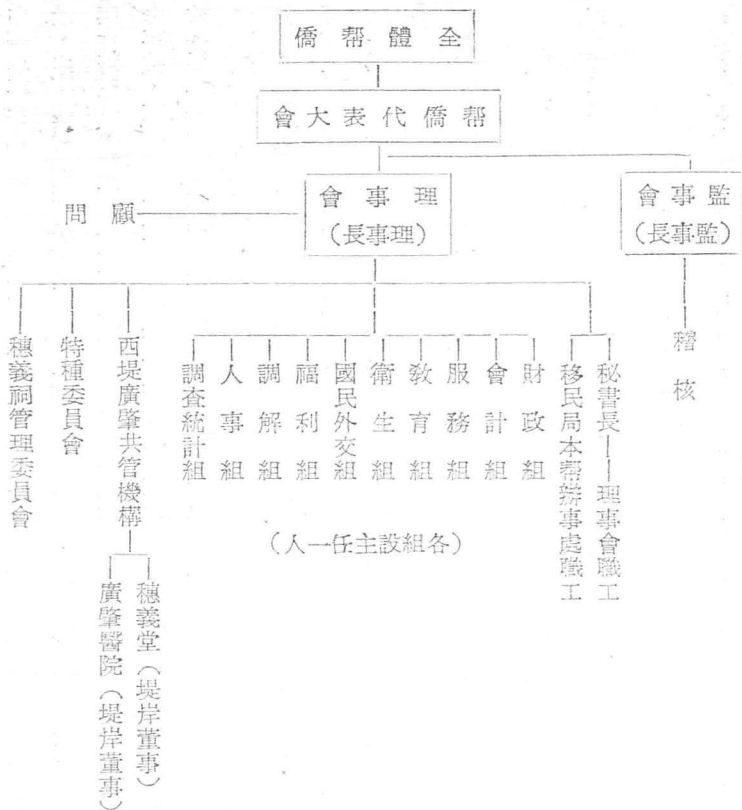 全體帮僑
帮僑代表大會
理事會
(理事長)
監事會
(監事長)
顧問
稽核
秘書長——理事會職工
移民局本帮辦事處職工
財政組
會計組
服務組
教育組
衛生組
國民外交組
福利組
調解組
人事組
調查統計組
(各組設主任一人)
西堤廣肇共管機構
穗義堂(堤岸董事)
廣肇醫院(堤岸董事)
特種委員會
穗義祠管理委員會